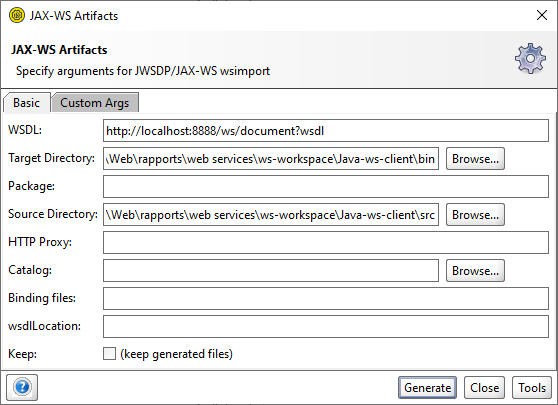 JAX-WS Artifacts
JAX-WS Artifacts
Specify arguments for JWSDP/JAX-WS wsimport
Basic Custom Args
WSDL: http://localhost:8888/ws/document?wsdl
Target Directory: \Web\rapports\web services\ws-workspace\Java-ws-client\bin Browse...
Package:
Source Directory: \Web\rapports\web services\ws-workspace\Java-ws-client\src Browse...
HTTP Proxy:
Catalog: Browse...
Binding files:
wsdlLocation:
Keep: (keep generated files)
? Generate Close Tools